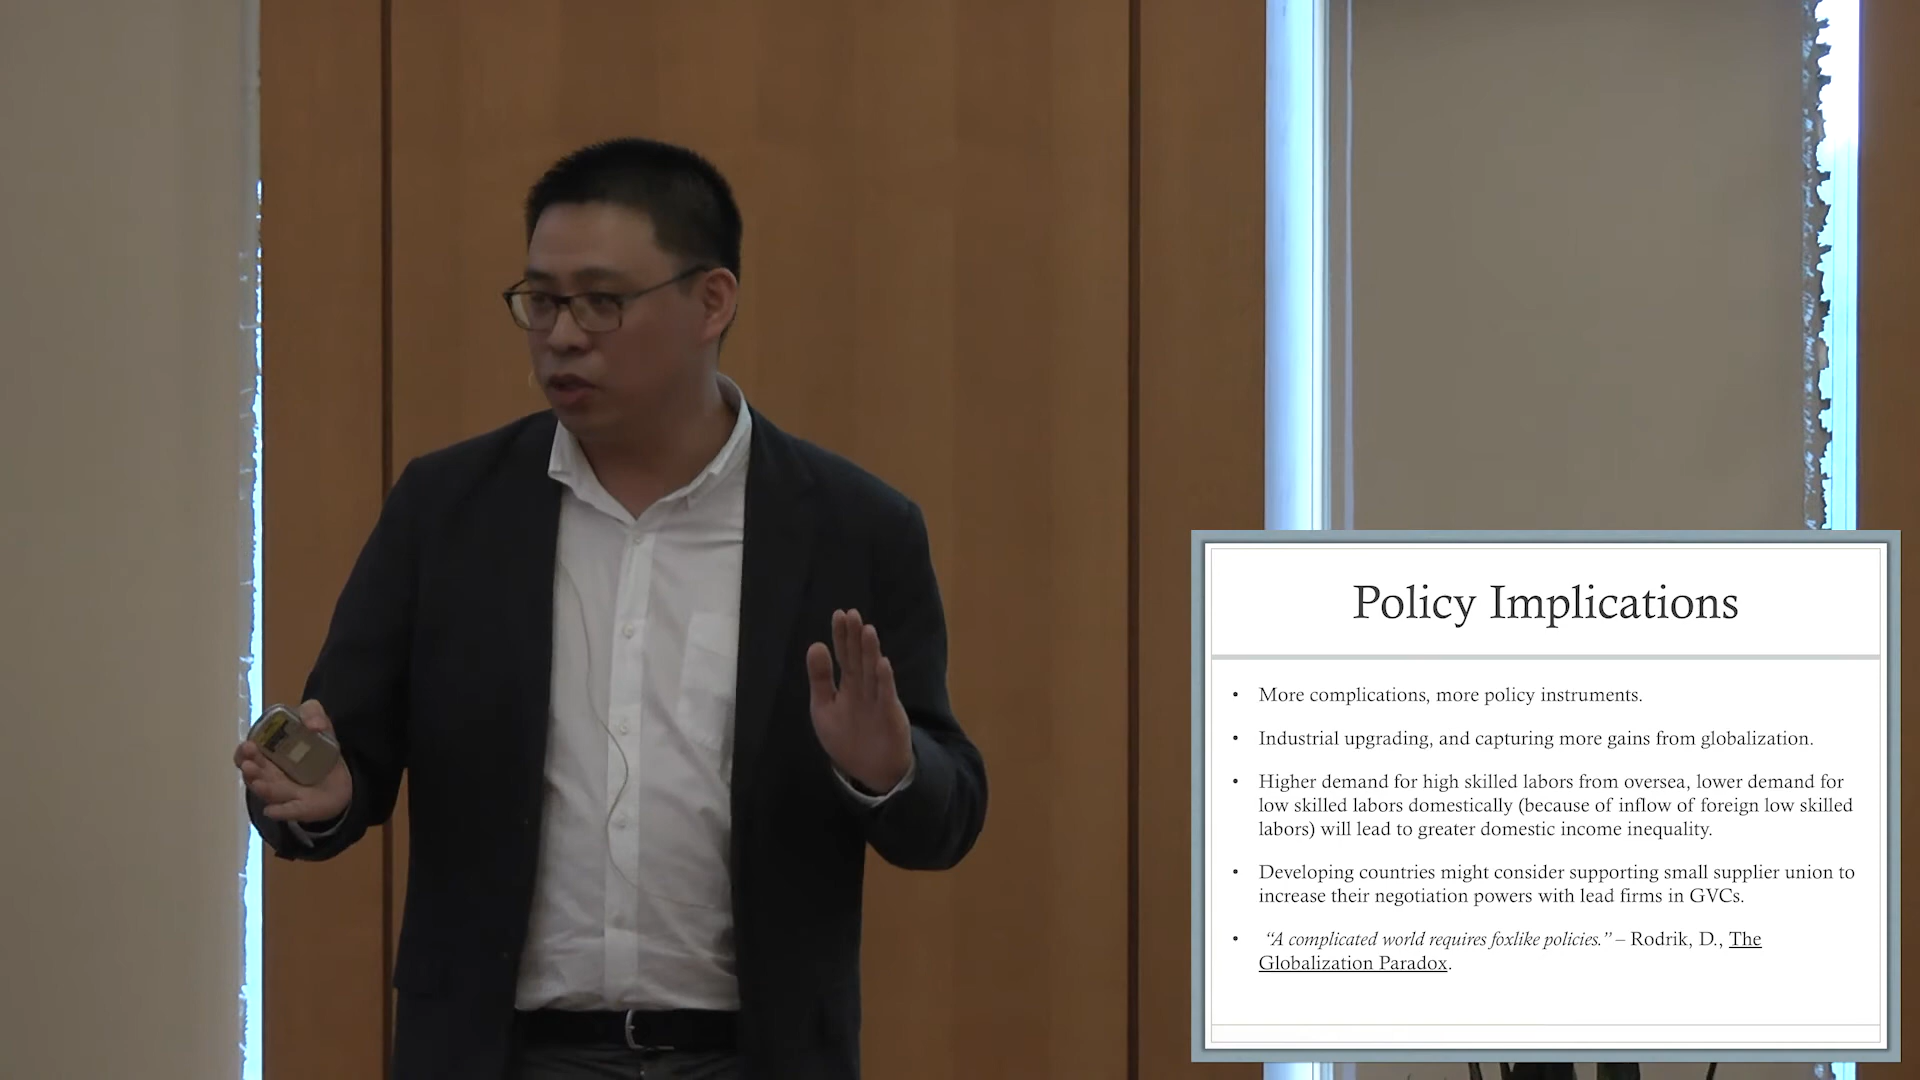 Policy Implications
• More complications, more policy instruments.
• Industrial upgrading, and capturing more gains from globalization.
• Higher demand for high skilled labors from oversea, lower demand for
low skilled labors domestically (because of inflow of foreign low skilled
labors) will lead to greater domestic income inequality.
• Developing countries might consider supporting small supplier union to
increase their negotiation powers with lead firms in GVCs.
• “A complicated world requires foxlike policies.” – Rodrik, D., The
Globalization Paradox.